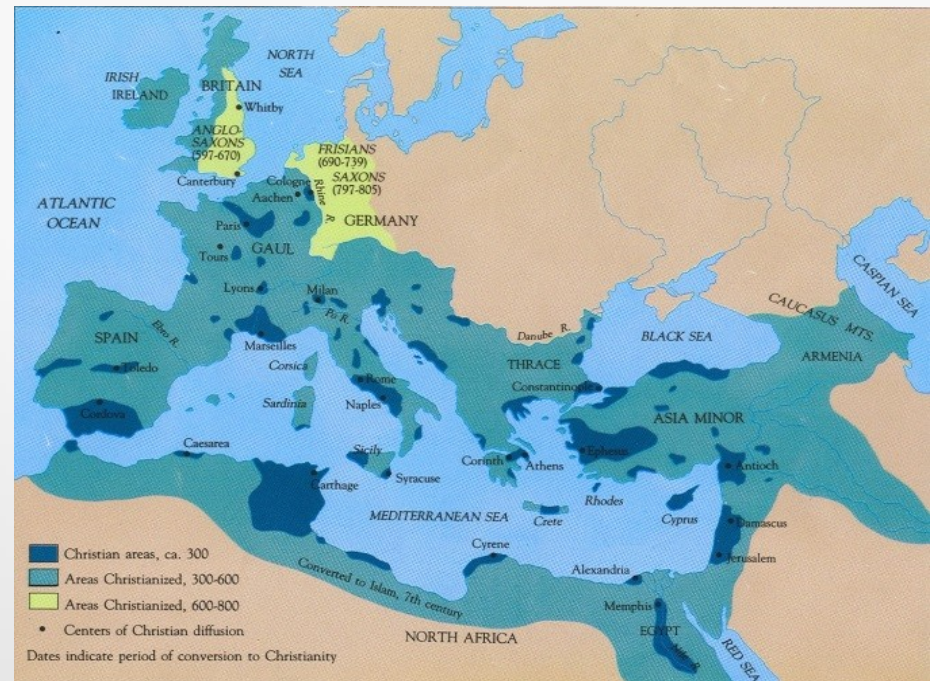 NORTH
SEA
IRISH
IRELAND
BRITAIN
Whitby
ANGLO-
SAXONS
(597-670)
FRISIANS
(690-739)
SAXONS
(797-805)
Canterbury
Cologne
Aachen
Rhine R.
GERMANY
ATLANTIC
OCEAN
Paris
GAUL
Tours
Lyons
Milan
Po R.
CASPIAN SEA
CAUCASUS MTS.
SPAIN
Ebro R.
Marseilles
Danube R.
BLACK SEA
ARMENIA
Toledo
Corsica
THRACE
Rome
Constantinople
Cordova
Sardinia
Naples
ASIA MINOR
Caesarea
Sicily
Corinth
Athens
Ephesus
Antioch
Carthage
Syracuse
Rhodes
MEDITERRANEAN SEA
Crete
Cyprus
Damascus
Cyrene
Jerusalem
Alexandria
Converted to Islam, 7th century
Memphis
NORTH AFRICA
EGYPT
Nile R.
RED SEA
Christian areas, ca. 300
Areas Christianized, 300-600
Areas Christianized, 600-800
Centers of Christian diffusion
Dates indicate period of conversion to Christianity